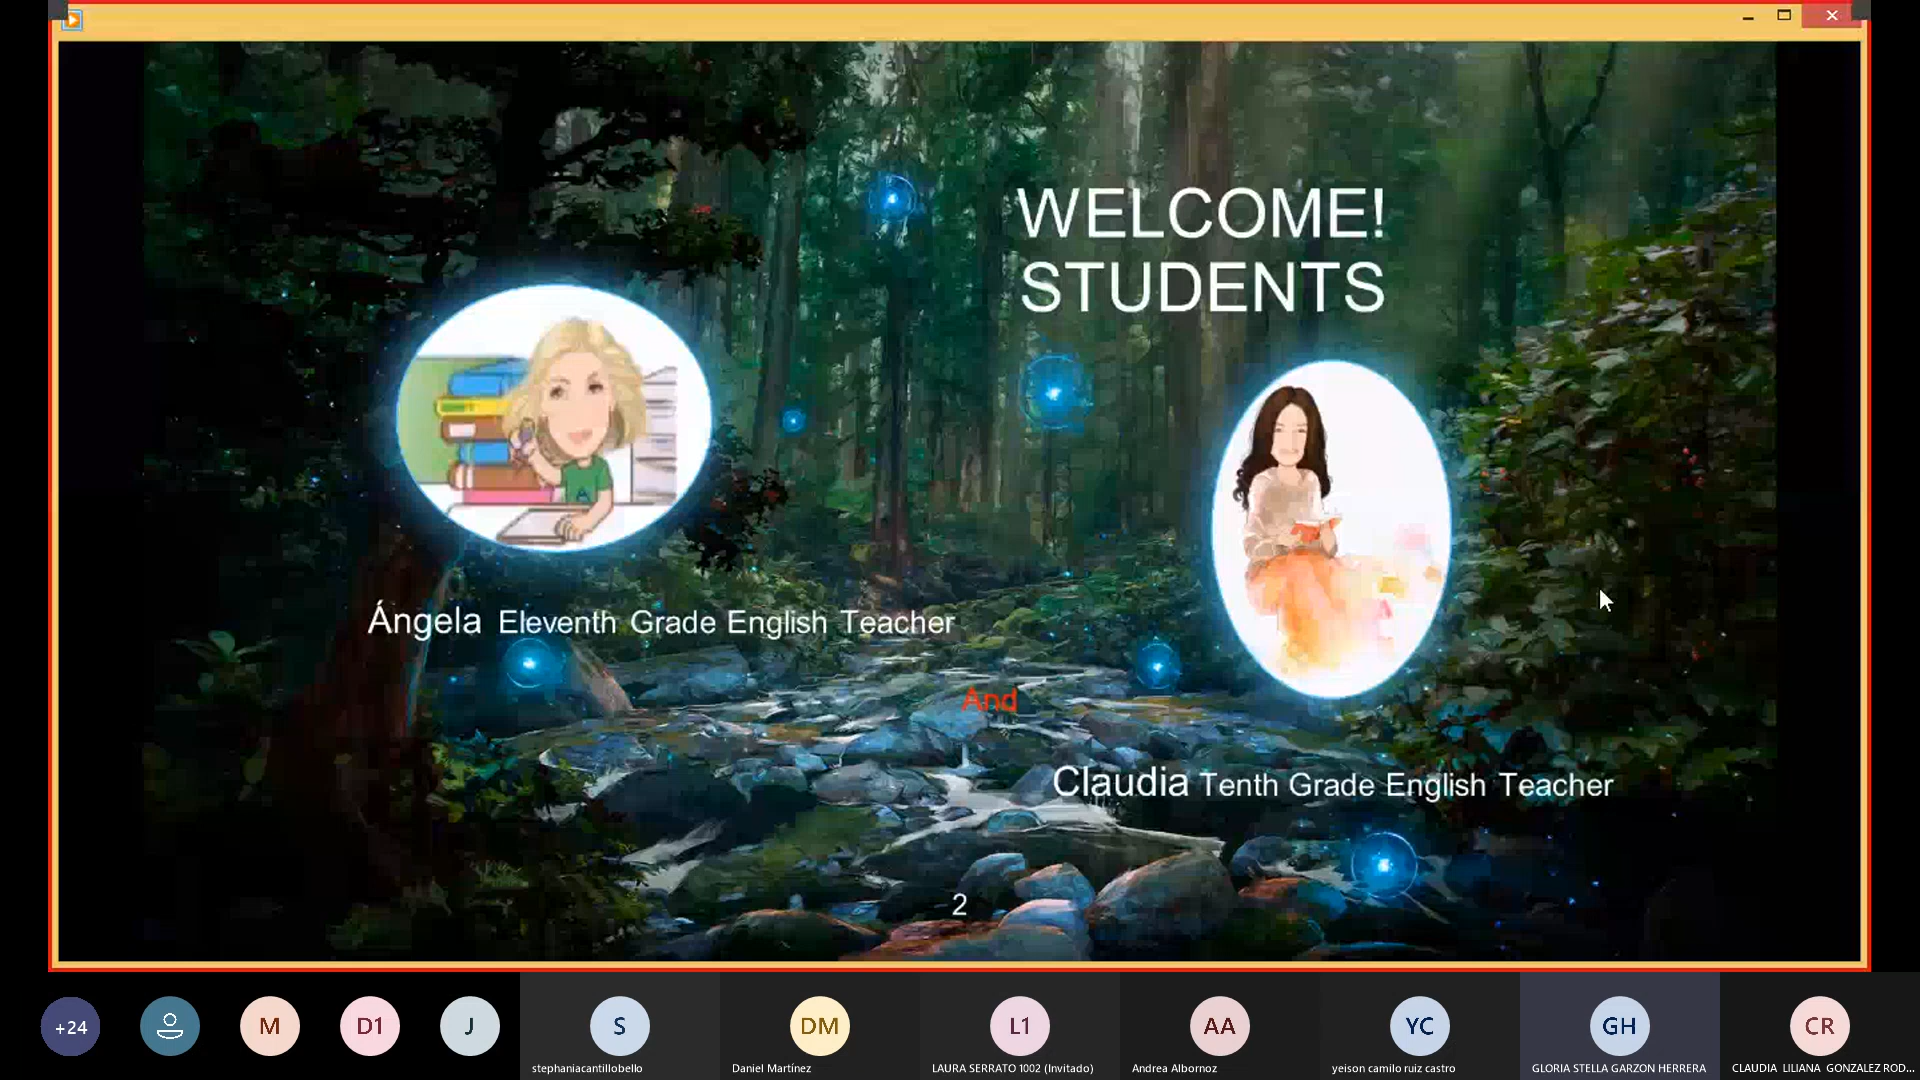 WELCOME!
STUDENTS
Ángela Eleventh Grade English Teacher
And
Claudia Tenth Grade English Teacher
2
+24
M
D1
J
S
DM
L1
AA
YC
GH
CR
stephaniacantillobello
Daniel Martínez
LAURA SERRATO 1002 (Invitado)
Andrea Albornoz
yeison camilo ruiz castro
GLORIA STELLA GARZON HERRERA
CLAUDIA LILIANA GONZALEZ ROD...